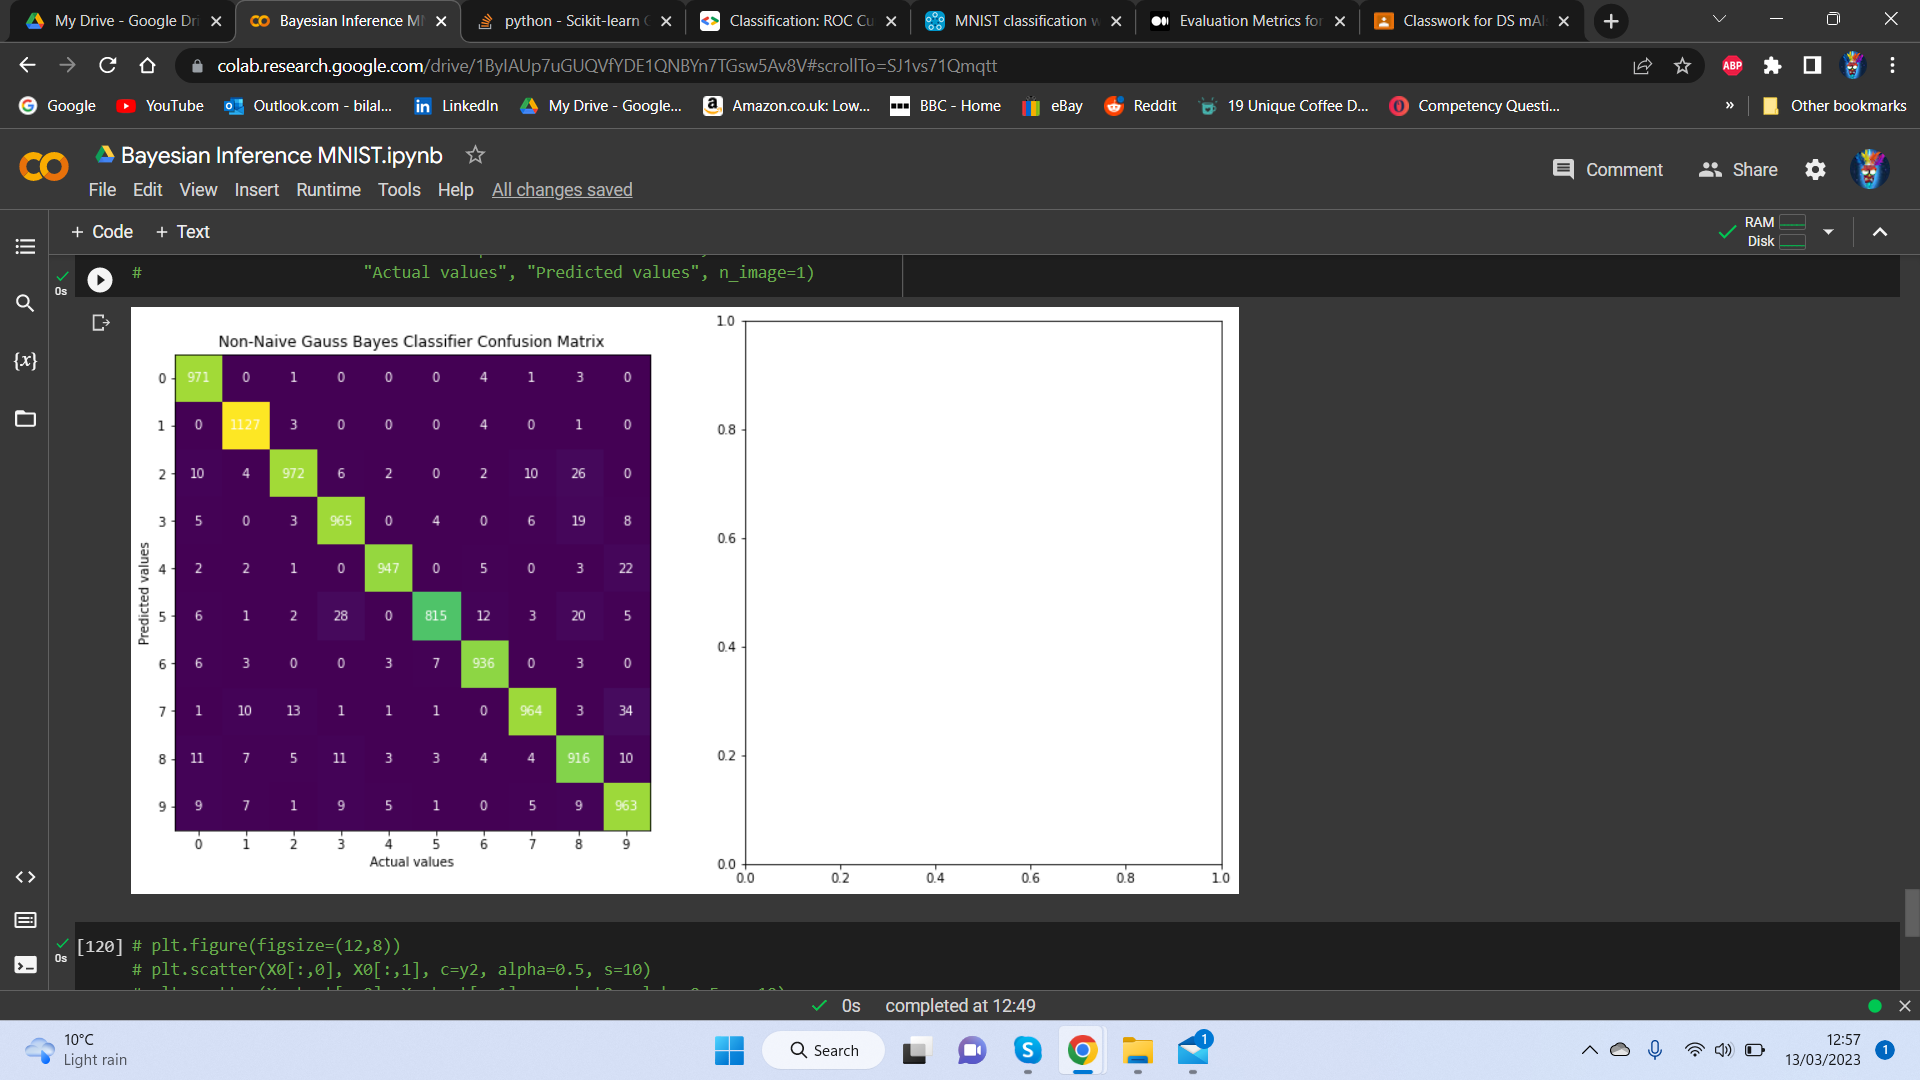 My Drive - Google Dri
Bayesian Inference MN
python - Scikit-learn C
Classification: ROC Cu
MNIST classification w
Evaluation Metrics for
Classwork for DS mAI
colab.research.google.com/drive/1BylAUp7uGUQVfYDE1QNBYn7TGsw5Av8V#scrollTo=SJ1vs71Qmqtt
ABP
Google
YouTube
Outlook.com - bilal...
LinkedIn
My Drive - Google...
Amazon.co.uk: Low...
BBC - Home
eBay
Reddit
19 Unique Coffee D...
Competency Questi...
»
Other bookmarks
Bayesian Inference MNIST.ipynb
Comment
Share
File Edit View Insert Runtime Tools Help All changes saved
+ Code + Text
RAM
Disk
0s
# "Actual values", "Predicted values", n_image=1)
{x}
Non-Naive Gauss Bayes Classifier Confusion Matrix
Predicted values
0 971 0 1 0 0 0 4 1 3 0
1 0 1127 3 0 0 0 4 0 1 0
2 10 4 972 6 2 0 2 10 26 0
3 5 0 3 965 0 4 0 6 19 8
4 2 2 1 0 947 0 5 0 3 22
5 6 1 2 28 0 815 12 3 20 5
6 6 3 0 0 3 7 936 0 3 0
7 1 10 13 1 1 1 0 964 3 34
8 11 7 5 11 3 3 4 4 916 10
9 9 7 1 9 5 1 0 5 9 963
0 1 2 3 4 5 6 7 8 9
Actual values
1.0
0.8
0.6
0.4
0.2
0.0
0.0 0.2 0.4 0.6 0.8 1.0
0s
[120] # plt.figure(figsize=(12,8))
# plt.scatter(X0[:,0], X0[:,1], c=y2, alpha=0.5, s=10)
0s completed at 12:49
10°C
Light rain
Search
1
12:57
13/03/2023
1